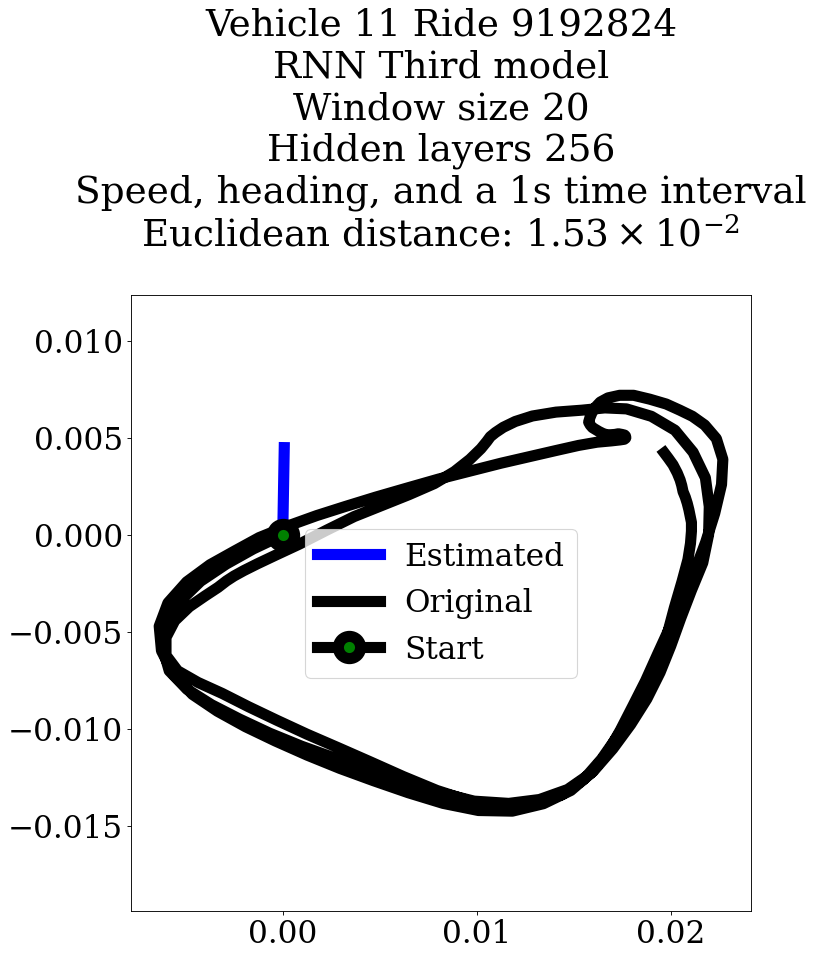 Vehicle 11 Ride 9192824
RNN Third model
Window size 20
Hidden layers 256
Speed, heading, and a 1s time interval
Euclidean distance: 1.53 × 10⁻²
0.010
0.005
0.000
−0.005
−0.010
−0.015
Estimated
Original
Start
0.00 0.01 0.02